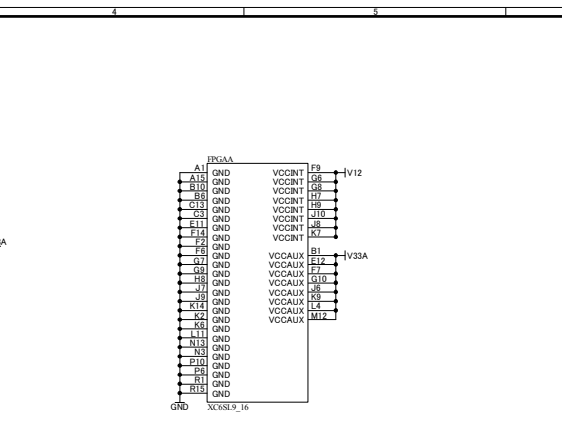 4 5
FPGAA
A1 GND VCCINT F9 V12
A15 GND VCCINT G6
B10 GND VCCINT G8
B6 GND VCCINT H7
C13 GND VCCINT H9
C3 GND VCCINT J10
E11 GND VCCINT J8
F14 GND VCCINT K7
F2 GND
F6 GND VCCAUX B1 V33A
G7 GND VCCAUX E12
G9 GND VCCAUX F7
H8 GND VCCAUX G10
J7 GND VCCAUX J6
J9 GND VCCAUX K9
K14 GND VCCAUX L4
K2 GND VCCAUX M12
K6 GND
L11 GND
N13 GND
N3 GND
P10 GND
P6 GND
R1 GND
R15 GND
GND XC6SL9_16